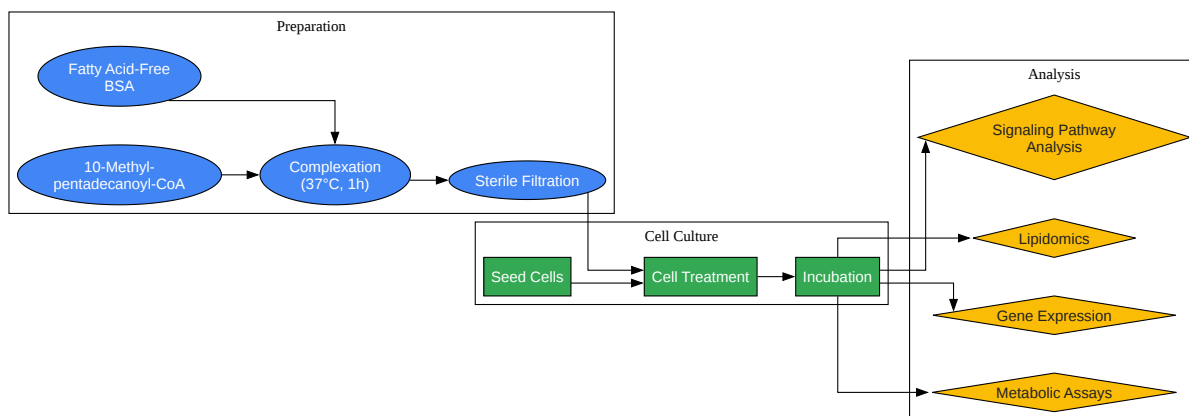 Preparation
Fatty Acid-Free
BSA
10-Methyl-
pentadecanoyl-CoA
Complexation
(37°C, 1h)
Sterile Filtration
Cell Culture
Seed Cells
Cell Treatment
Incubation
Analysis
Signaling Pathway
Analysis
Lipidomics
Gene Expression
Metabolic Assays